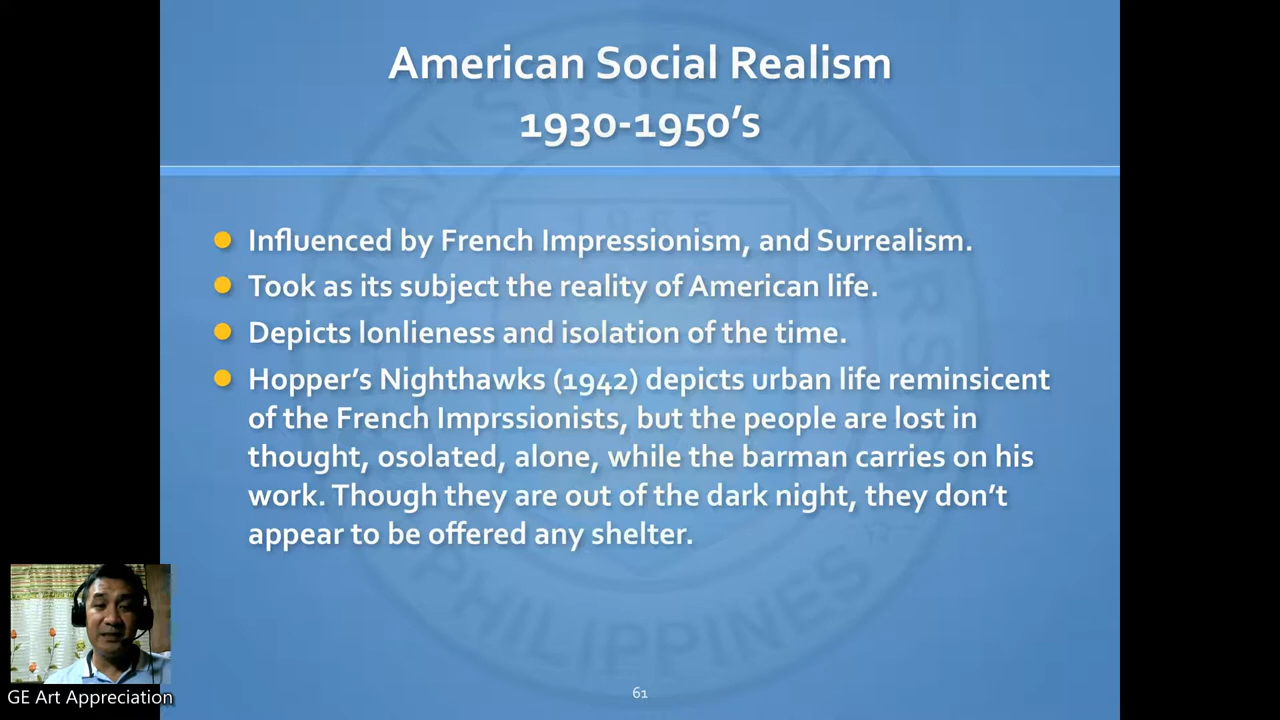 American Social Realism
1930-1950’s
Influenced by French Impressionism, and Surrealism.
Took as its subject the reality of American life.
Depicts lonlieness and isolation of the time.
Hopper’s Nighthawks (1942) depicts urban life reminsicent
of the French Imprssionists, but the people are lost in
thought, osolated, alone, while the barman carries on his
work. Though they are out of the dark night, they don’t
appear to be offered any shelter.
GE Art Appreciation
61
PHILIPPINES